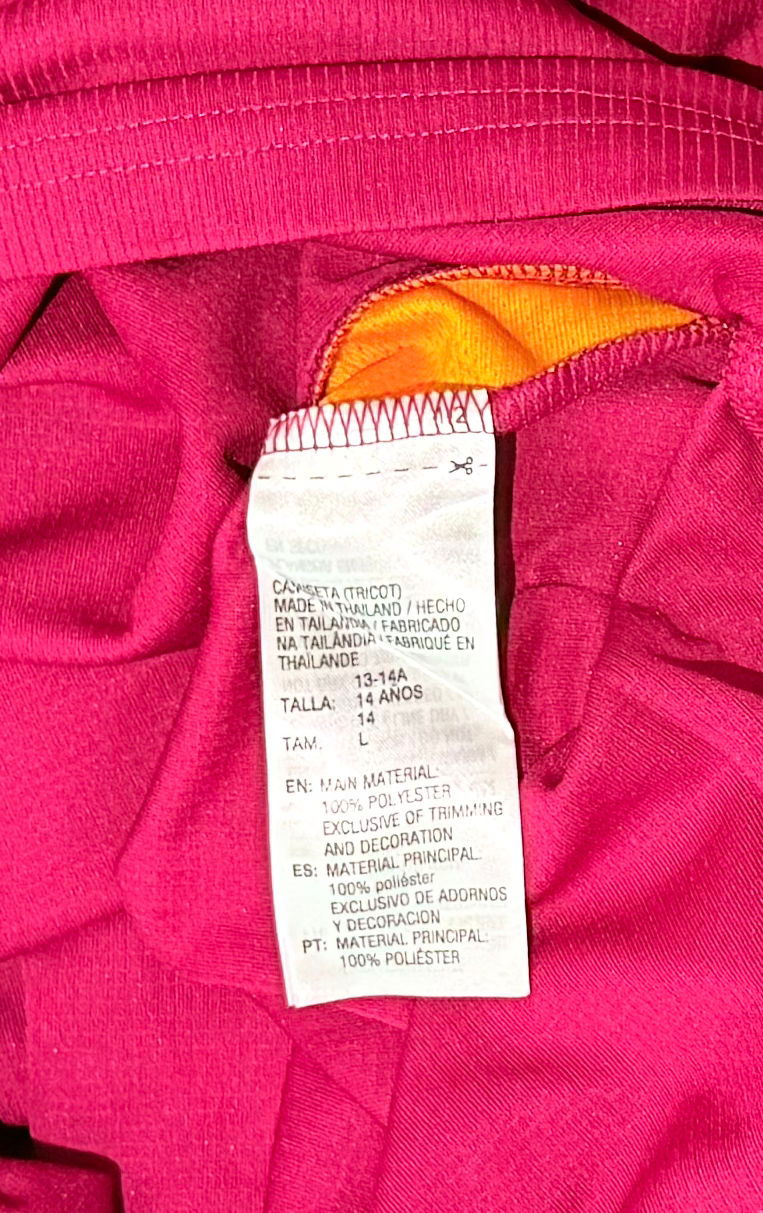 12
CAMISETA (TRICOT)
MADE IN THAILAND / HECHO
EN TAILANDIA / FABRICADO
NA TAILÂNDIA / FABRIQUÉ EN
THAÏLANDE
13-14A
TALLA: 14 AÑOS
14
TAM. L
EN: MAIN MATERIAL:
100% POLYESTER
EXCLUSIVE OF TRIMMING
AND DECORATION
ES: MATERIAL PRINCIPAL:
100% poliéster
EXCLUSIVO DE ADORNOS
Y DECORACION
PT: MATERIAL PRINCIPAL:
100% POLIÉSTER